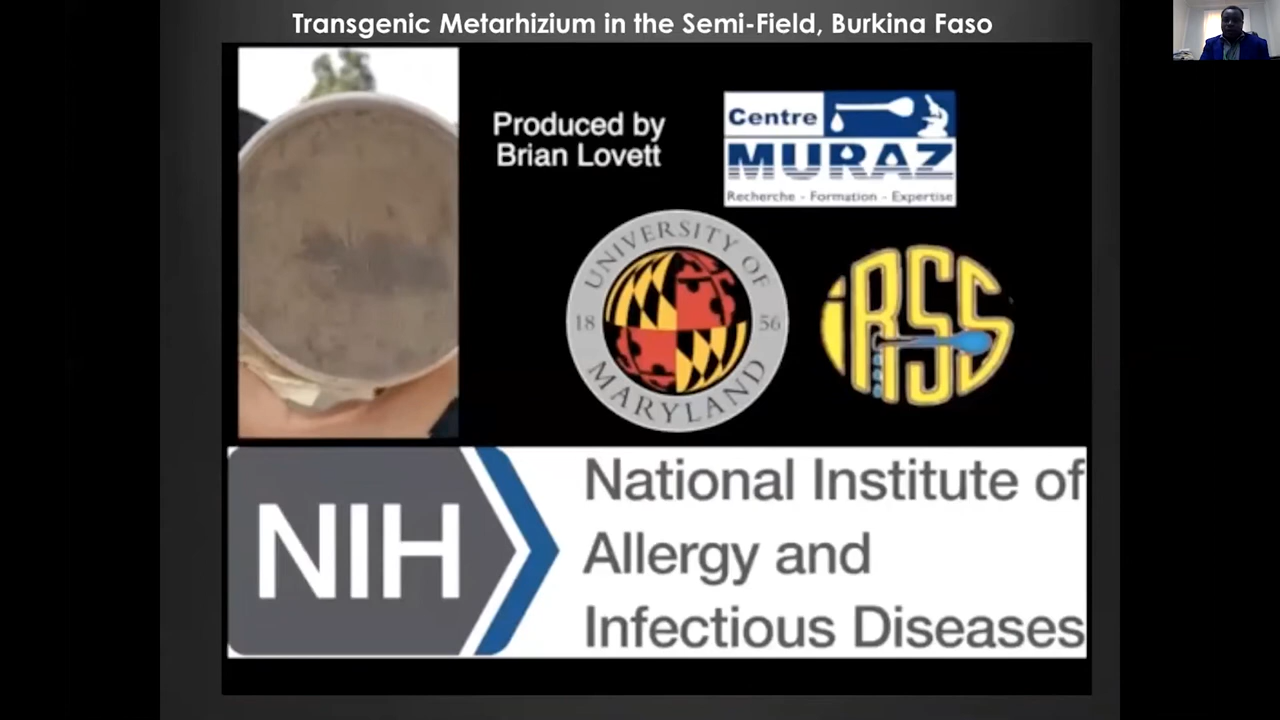 Transgenic Metarhizium in the Semi-Field, Burkina Faso
Produced by
Brian Lovett
Centre
MURAZ
Recherche - Formation - Expertise
UNIVERSITY OF
18 56
MARYLAND
iRSS
NIH
National Institute of
Allergy and
Infectious Diseases